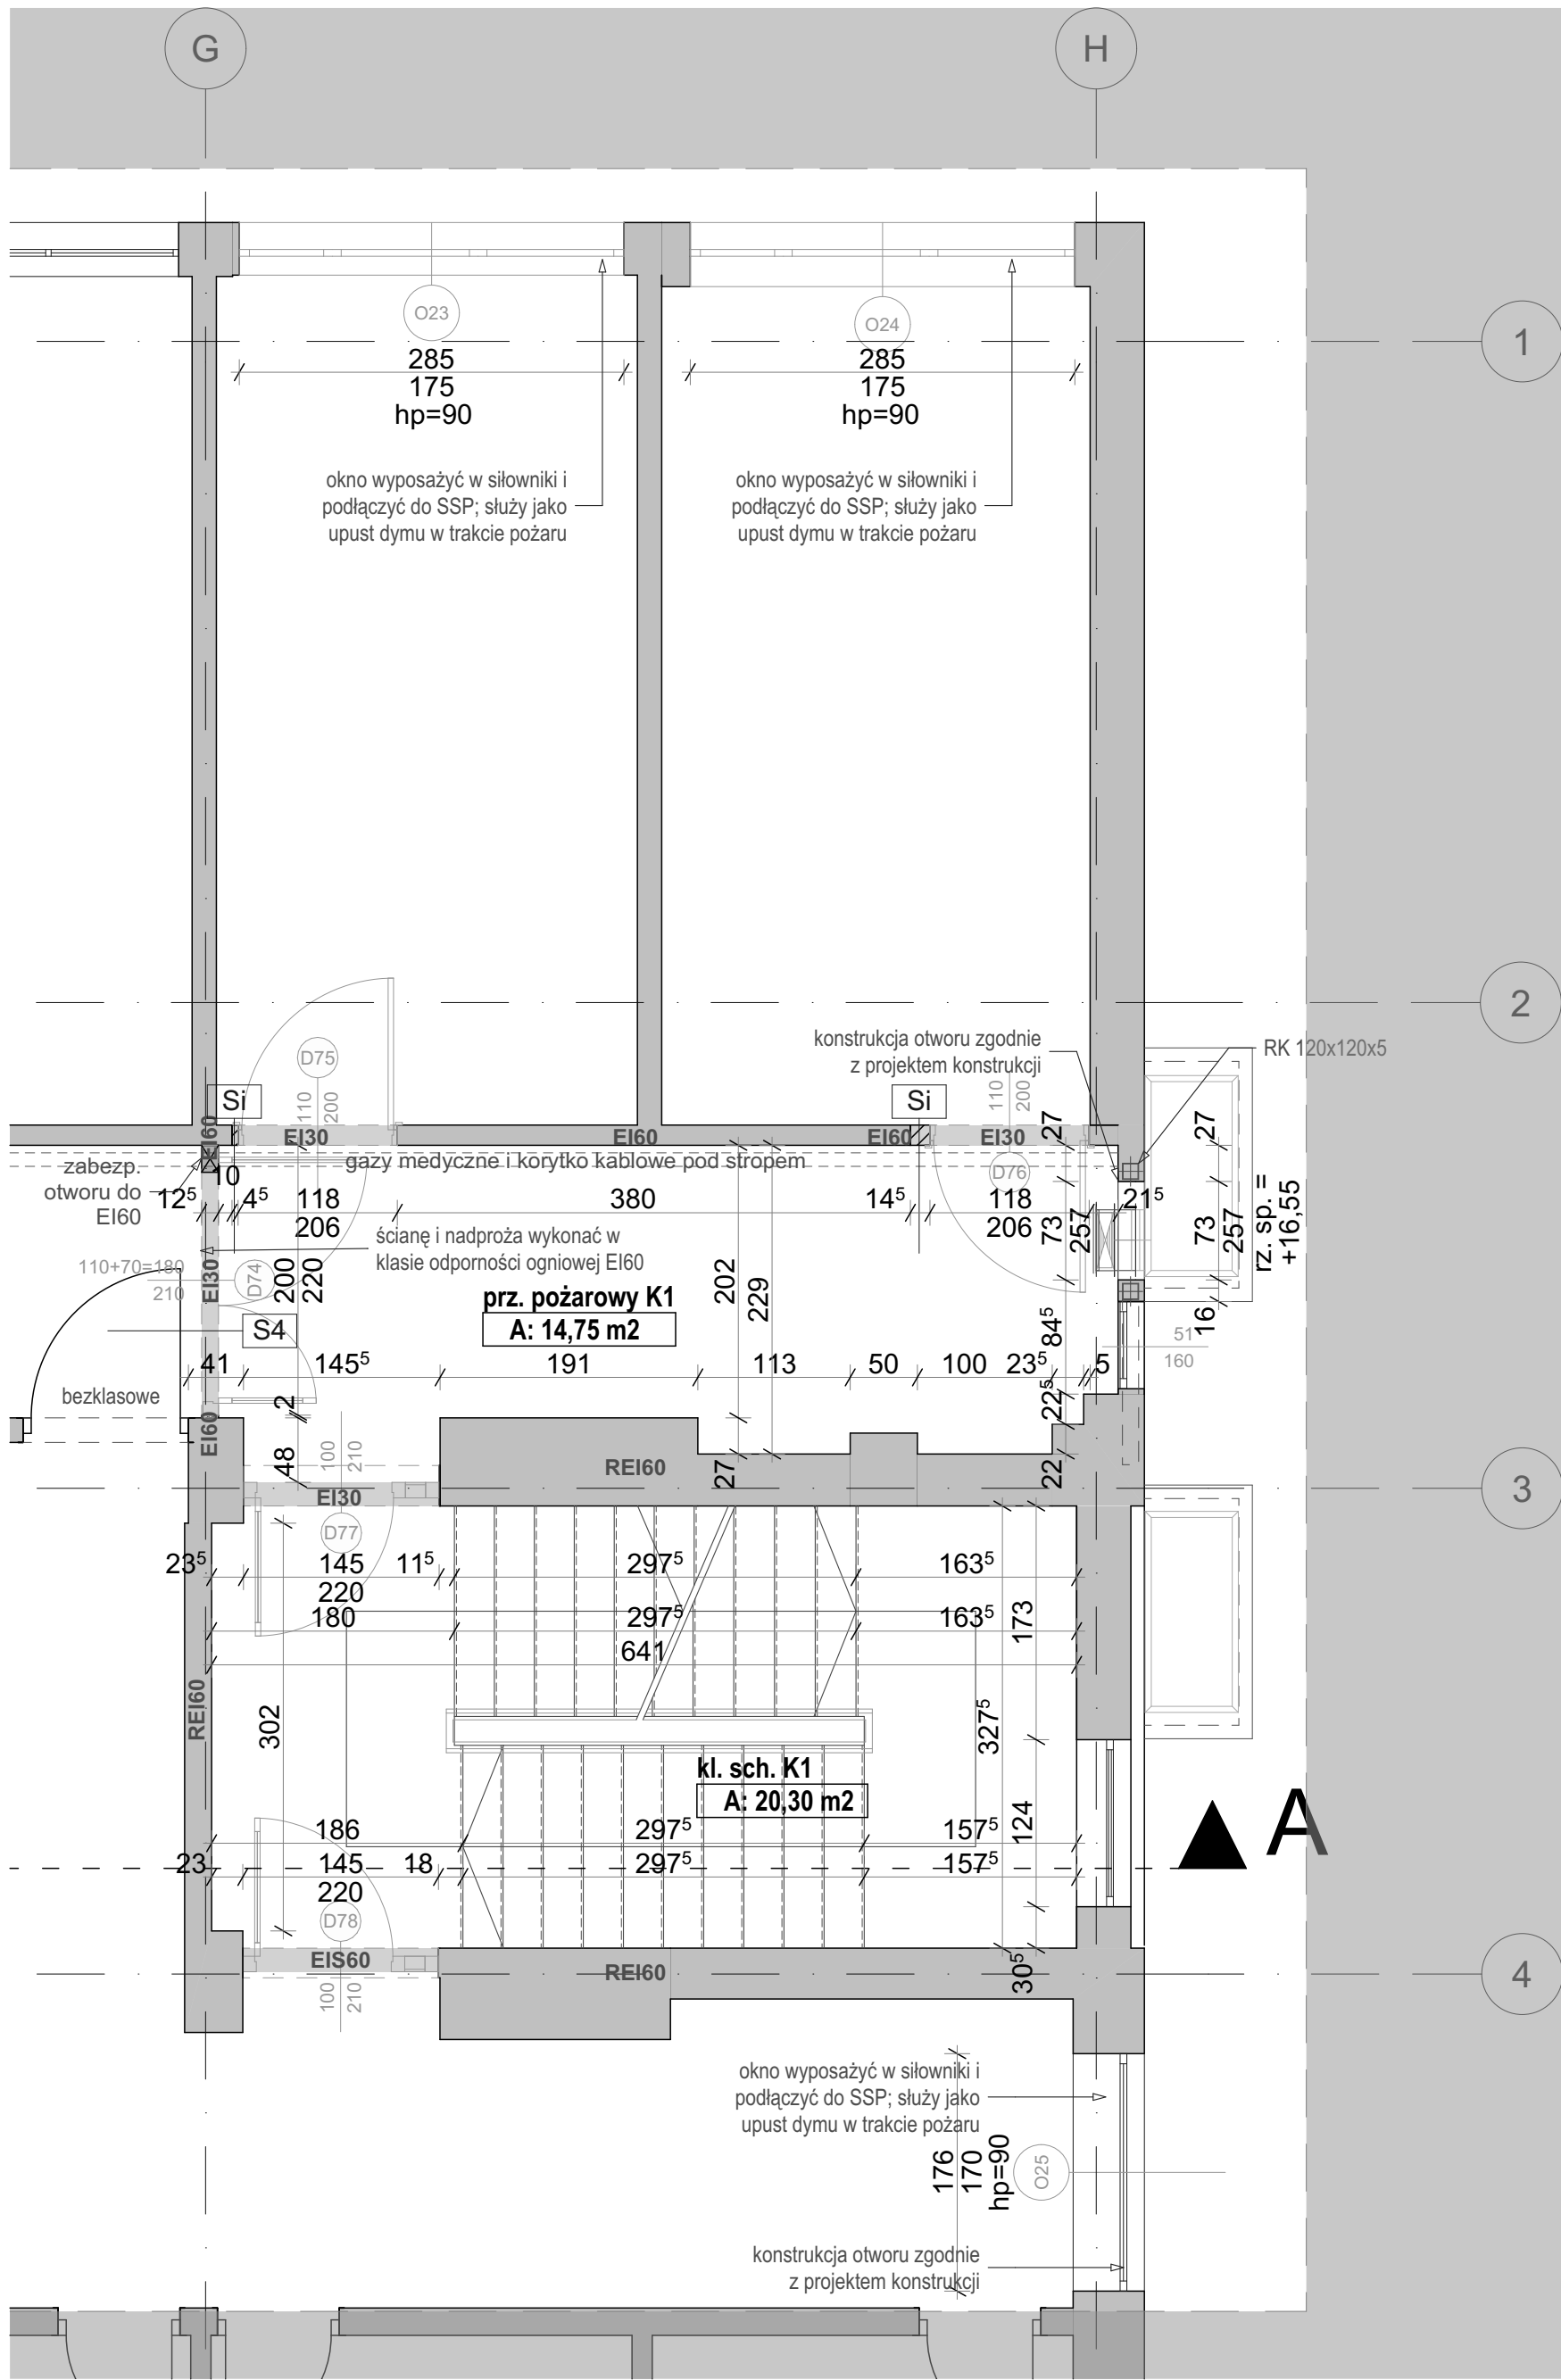 G
H
O23
O24
1
285
175
hp=90
285
175
hp=90
okno wyposażyć w siłowniki i
podłączyć do SSP; służy jako
upust dymu w trakcie pożaru
okno wyposażyć w siłowniki i
podłączyć do SSP; służy jako
upust dymu w trakcie pożaru
2
konstrukcja otworu zgodnie
z projektem konstrukcji
RK 120x120x5
D75
110
200
110
200
Si
Si
27
27
EI60
EI30
EI60
EI60
EI30
gazy medyczne i korytko kablowe pod stropem
D76
zabezp.
otworu do
EI60
10
12⁵
4⁵
118
206
380
14⁵
118
206
21⁵
73
257
73
257
rz. sp. =
+16,55
ścianę i nadproża wykonać w
klasie odporności ogniowej EI60
110+70=180
210
EI30
D74
200
220
202
229
prz. pożarowy K1
A: 14,75 m2
S4
84⁵
16
51
160
41
145⁵
191
113
50
100
23⁵
5
bezklasowe
2
22⁵
EI60
48
100
210
REI60
27
22
3
EI30
D77
23⁵
145
220
11⁵
297⁵
163⁵
180
297⁵
163⁵
173
641
REI60
302
327⁵
kl. sch. K1
A: 20,30 m2
124
A
186
297⁵
157⁵
23
145
220
18
297⁵
157⁵
D78
EIS60
REI60
30⁵
4
100
210
okno wyposażyć w siłowniki i
podłączyć do SSP; służy jako
upust dymu w trakcie pożaru
176
170
hp=90
O25
konstrukcja otworu zgodnie
z projektem konstrukcji